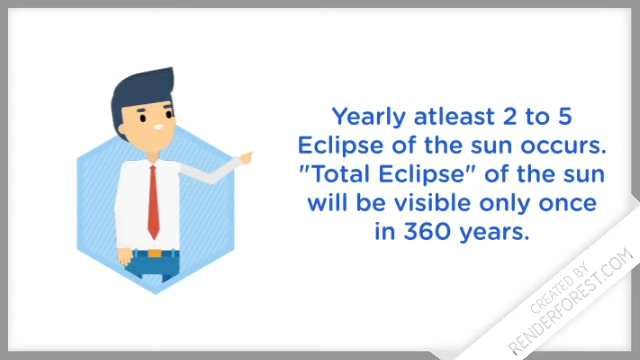 Yearly atleast 2 to 5
Eclipse of the sun occurs.
"Total Eclipse" of the sun
will be visible only once
in 360 years.
CREATED BY
RENDERFOREST.COM